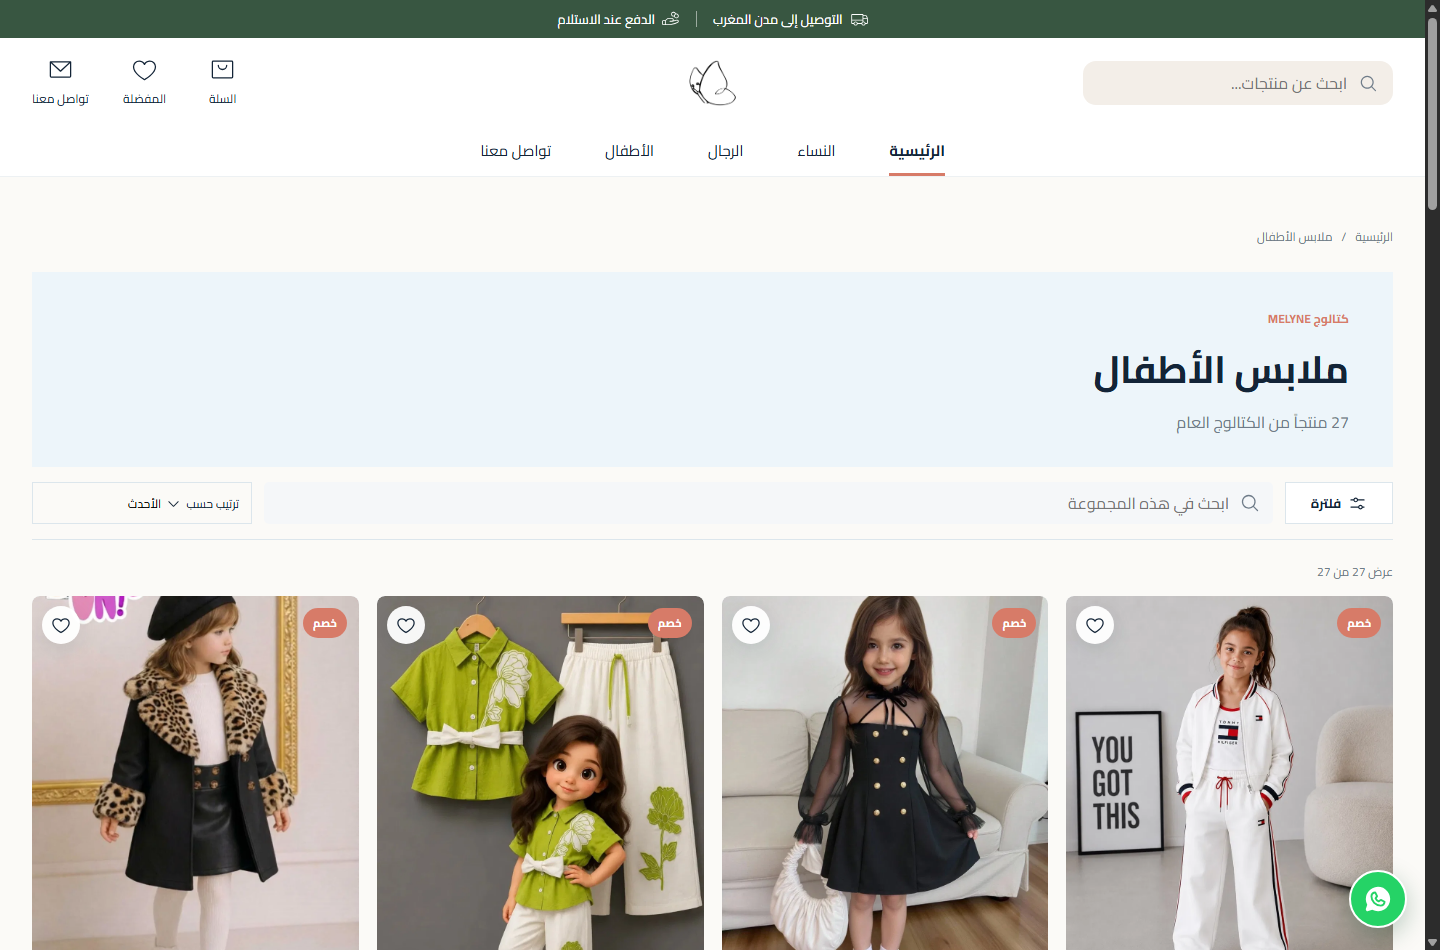 التوصيل إلى مدن المغرب
الدفع عند الاستلام
ابحث عن منتجات...
السلة
المفضلة
تواصل معنا
الرئيسية
النساء
الرجال
الأطفال
تواصل معنا
الرئيسية / ملابس الأطفال
كتالوج MELYNE
ملابس الأطفال
27 منتجاً من الكتالوج العام
فلترة
ابحث في هذه المجموعة
ترتيب حسب
الأحدث
عرض 27 من 27
خصم
خصم
خصم
خصم
YOU
GOT
THIS
TOMMY
HILFIGER